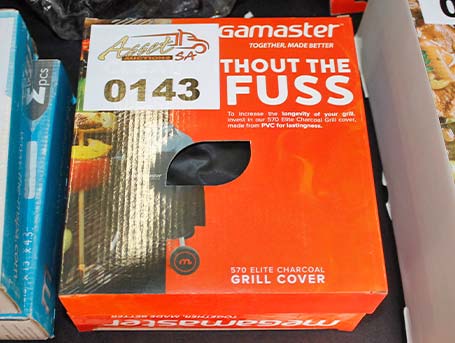 Asset
AUCTIONS SA
0143
gamaster
TOGETHER, MADE BETTER
THOUT THE
FUSS
To increase the longevity of your grill,
invest in our 570 Elite Charcoal Grill cover,
made from PVC for lastingness.
m
570 ELITE CHARCOAL
GRILL COVER
megamaster
TOGETHER, MADE BETTER
2 pcs
0